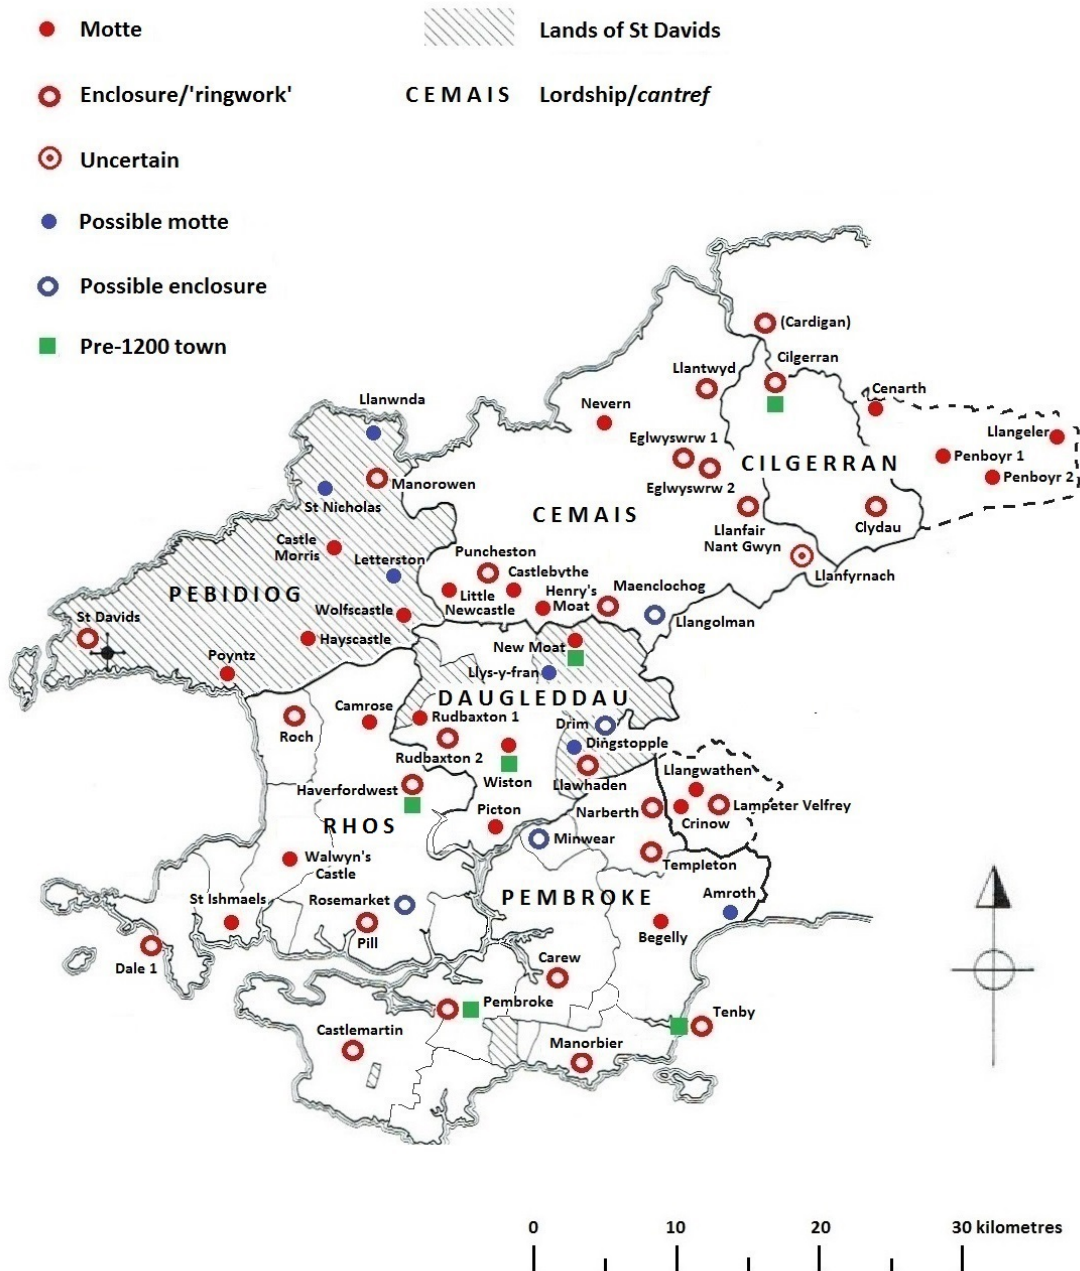 Motte
Lands of St Davids
Enclosure/'ringwork'
CEMAIS Lordship/cantref
Uncertain
Possible motte
Possible enclosure
Pre-1200 town
(Cardigan)
Cilgerran
Llantwyd
Cenarth
Llanwnda
Nevern
Llangeler
Eglwyswrw 1
Penboyr 1
CILGERRAN
Manorowen
Eglwyswrw 2
Penboyr 2
St Nicholas
CEMAIS
Llanfair
Nant Gwyn
Clydau
Castle
Morris
Puncheston
Letterston
Castlebythe
Llanfyrnach
Maenclochog
PEBIDIOG
Little
Newcastle
Henry's
Moat
Wolfscastle
St Davids
Llangolman
Hayscastle
New Moat
Poyntz
Llys-y-fran
DAUGLEDDAU
Camrose
Rudbaxton 1
Roch
Drim
Dingstopple
Rudbaxton 2
Llangwathen
Wiston
Llawhaden
Haverfordwest
Narberth
Lampeter Velfrey
Picton
Crinow
RHOS
Minwear
Walwyn's
Castle
Templeton
St Ishmaels
Rosemarket
PEMBROKE
Amroth
Pill
Begelly
Dale 1
Carew
Pembroke
Tenby
Castlemartin
Manorbier
0 10 20 30 kilometres